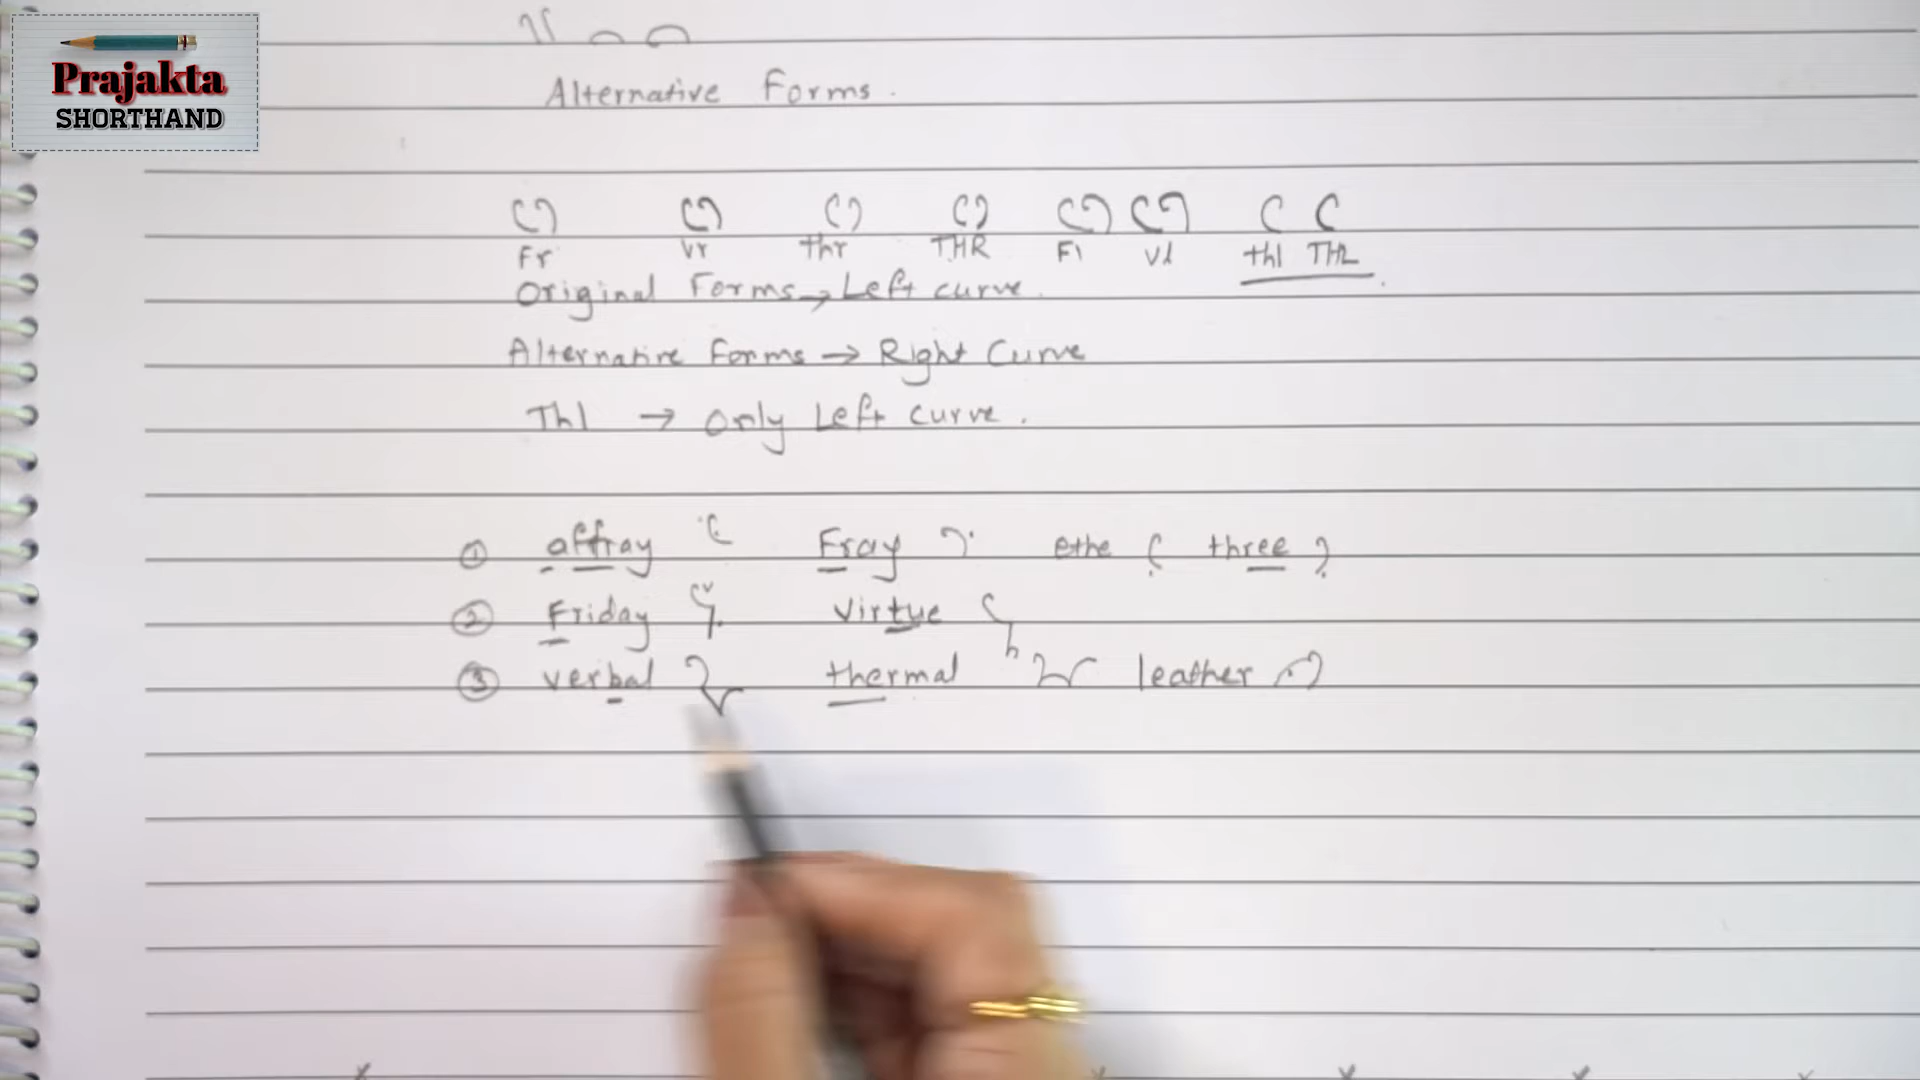 Prajakta
SHORTHAND
Alternative Forms.
Fr Vr thr THR Fl Vl thl THL
Original Forms → Left curve.
Alternative Forms → Right Curve
Thl → only Left curve.
① affray Fray ethe three
② Friday Virtue
③ verbal thermal leather